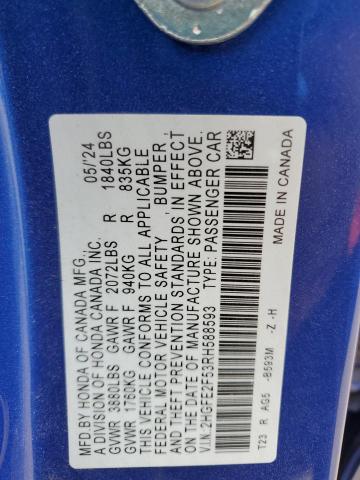 MFD.BY HONDA OF CANADA MFG.,
A DIVISION OF HONDA CANADA INC. 05/'24
GVWR 3880LBS GAWR F 2072LBS R 1840LBS
GVWR 1760KG GAWR F 940KG R 835KG
THIS VEHICLE CONFORMS TO ALL APPLICABLE
FEDERAL MOTOR VEHICLE SAFETY, BUMPER,
AND THEFT PREVENTION STANDARDS IN EFFECT
ON THE DATE OF MANUFACTURE SHOWN ABOVE.
V.I.N.:2HGFE2F53RH588593 TYPE: PASSENGER CAR
T23 R AG5 -B593M -Z -H MADE IN CANADA